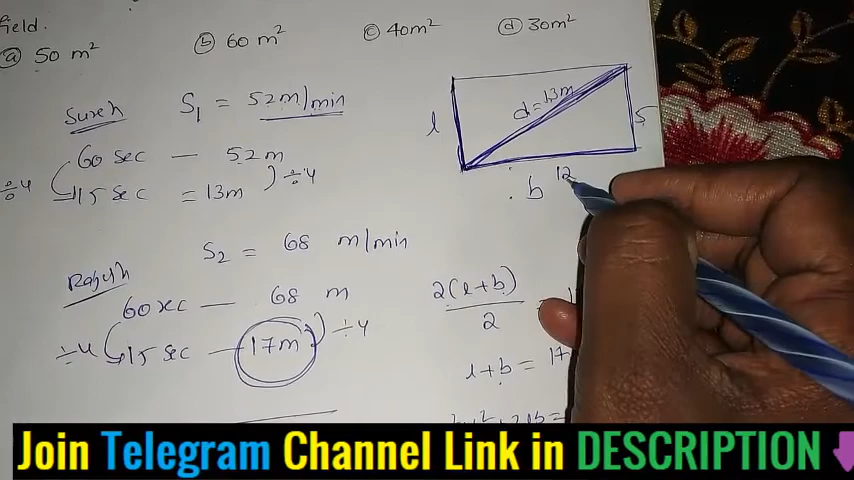 field.
ⓐ 50 m² ⓑ 60 m² ⓒ 40m² ⓓ 30m²
Suresh S₁ = 52m/min
60 sec — 52m
÷4 15 sec = 13m ÷4
l d=13m 5
b 12
S₂ = 68 m/min
60 sec — 68 m
÷4 15 sec — 17m ÷4
2(l+b)
2
l+b = 17
Join Telegram Channel Link in DESCRIPTION